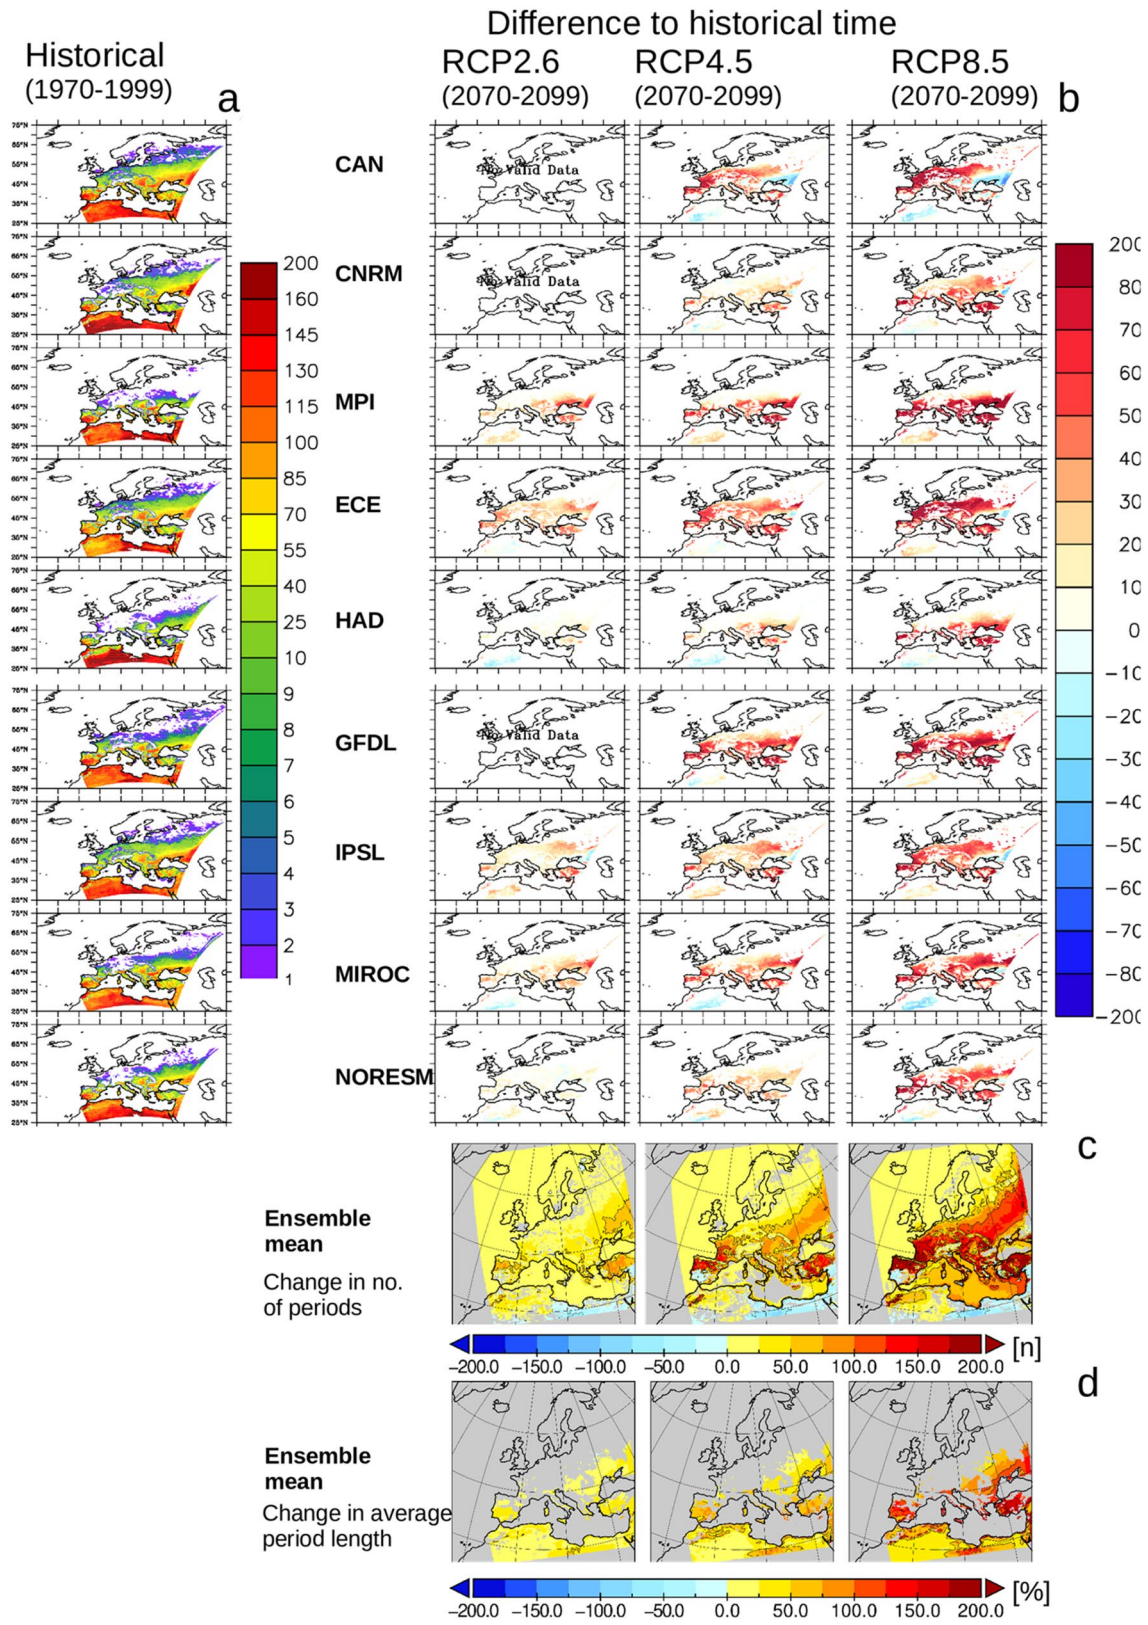 Difference to historical time
Historical
(1970-1999)
a
RCP2.6
(2070-2099)
RCP4.5
(2070-2099)
RCP8.5
(2070-2099)
b
CAN
No Valid Data
CNRM
No Valid Data
MPI
ECE
HAD
GFDL
No Valid Data
IPSL
MIROC
NORESM
200
160
145
130
115
100
85
70
55
40
25
10
9
8
7
6
5
4
3
2
1
200
80
70
60
50
40
30
20
10
0
−10
−20
−30
−40
−50
−60
−70
−80
−200
c
Ensemble
mean
Change in no.
of periods
−200.0 −150.0 −100.0 −50.0 0.0 50.0 100.0 150.0 200.0 [n]
d
Ensemble
mean
Change in average
period length
−200.0 −150.0 −100.0 −50.0 0.0 50.0 100.0 150.0 200.0 [%]